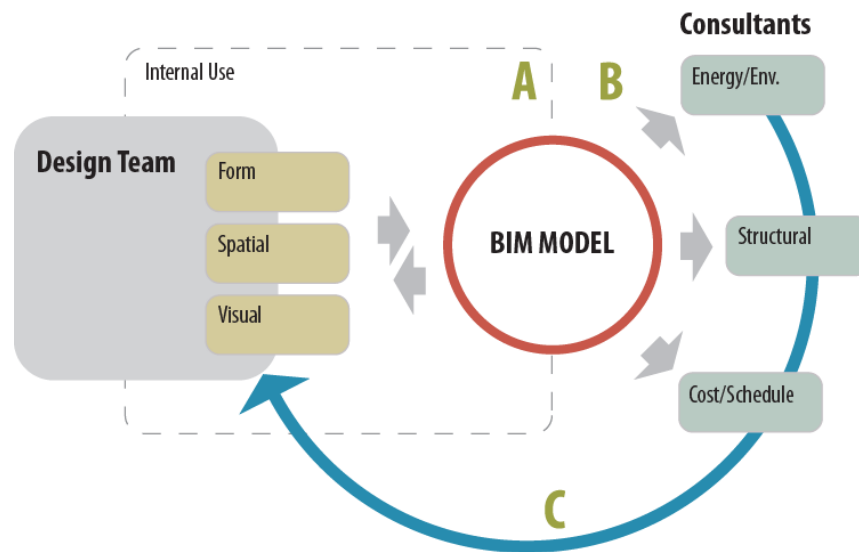 Consultants
Internal Use
A
B
Energy/Env.
Design Team
Form
Spatial
Visual
BIM MODEL
Structural
Cost/Schedule
C